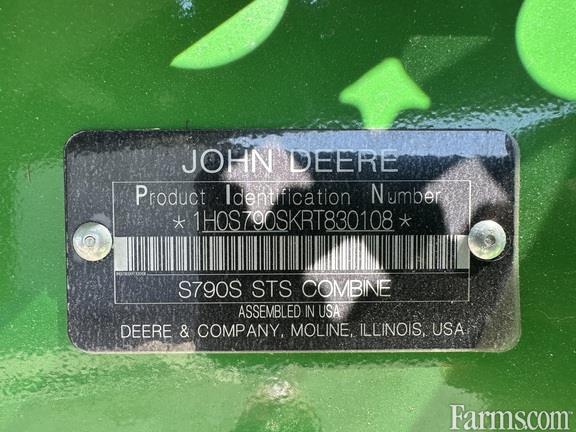 JOHN DEERE
Product Identification Number
*1H0S790SKRT830108*
S790S STS COMBINE
ASSEMBLED IN USA
DEERE & COMPANY, MOLINE, ILLINOIS, USA
Farms.com